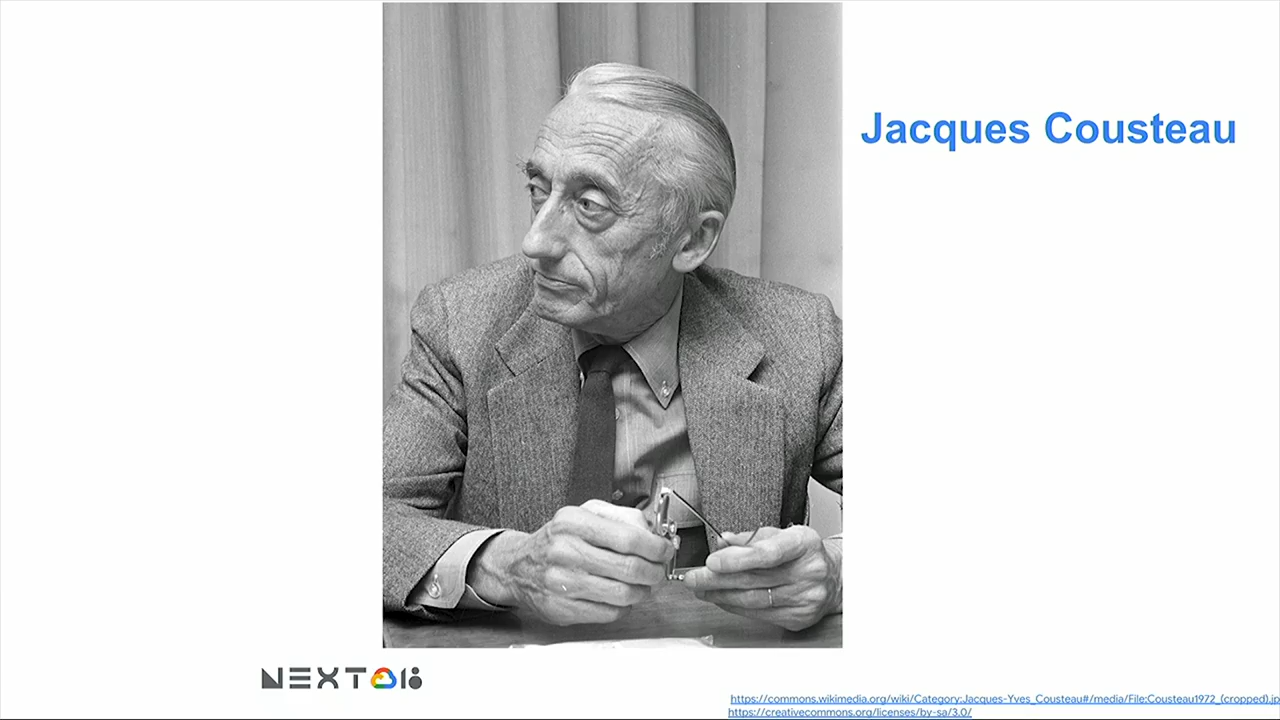 Jacques Cousteau
NEXT 18
https://commons.wikimedia.org/wiki/Category:Jacques-Yves_Cousteau#/media/File:Cousteau1972_(cropped).jp
https://creativecommons.org/licenses/by-sa/3.0/